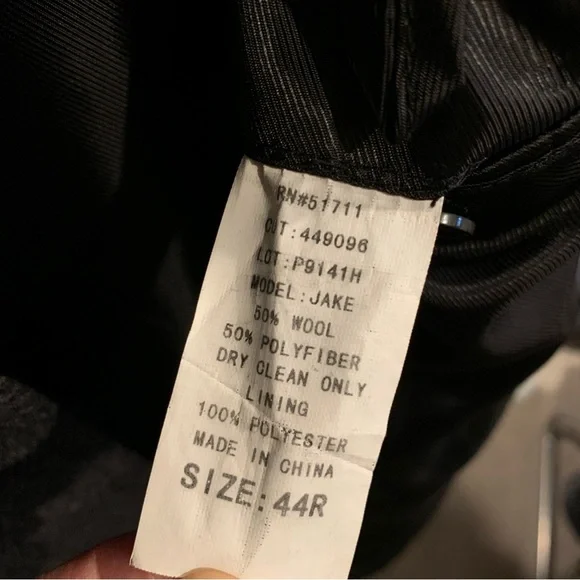 RN#51711
CUT:449096
LOT:P9141H
MODEL:JAKE
50% WOOL
50% POLYFIBER
DRY CLEAN ONLY
LINING
100% POLYESTER
MADE IN CHINA
SIZE:44R